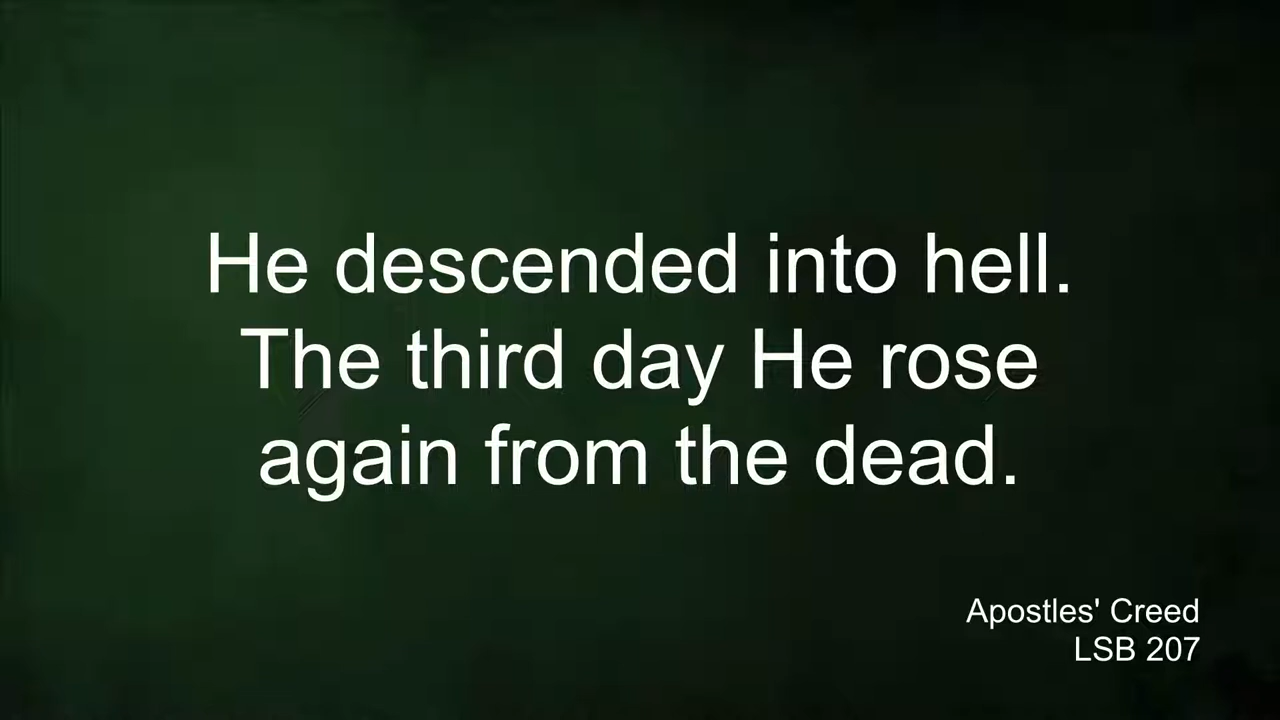 He descended into hell.
The third day He rose
again from the dead.
Apostles' Creed
LSB 207